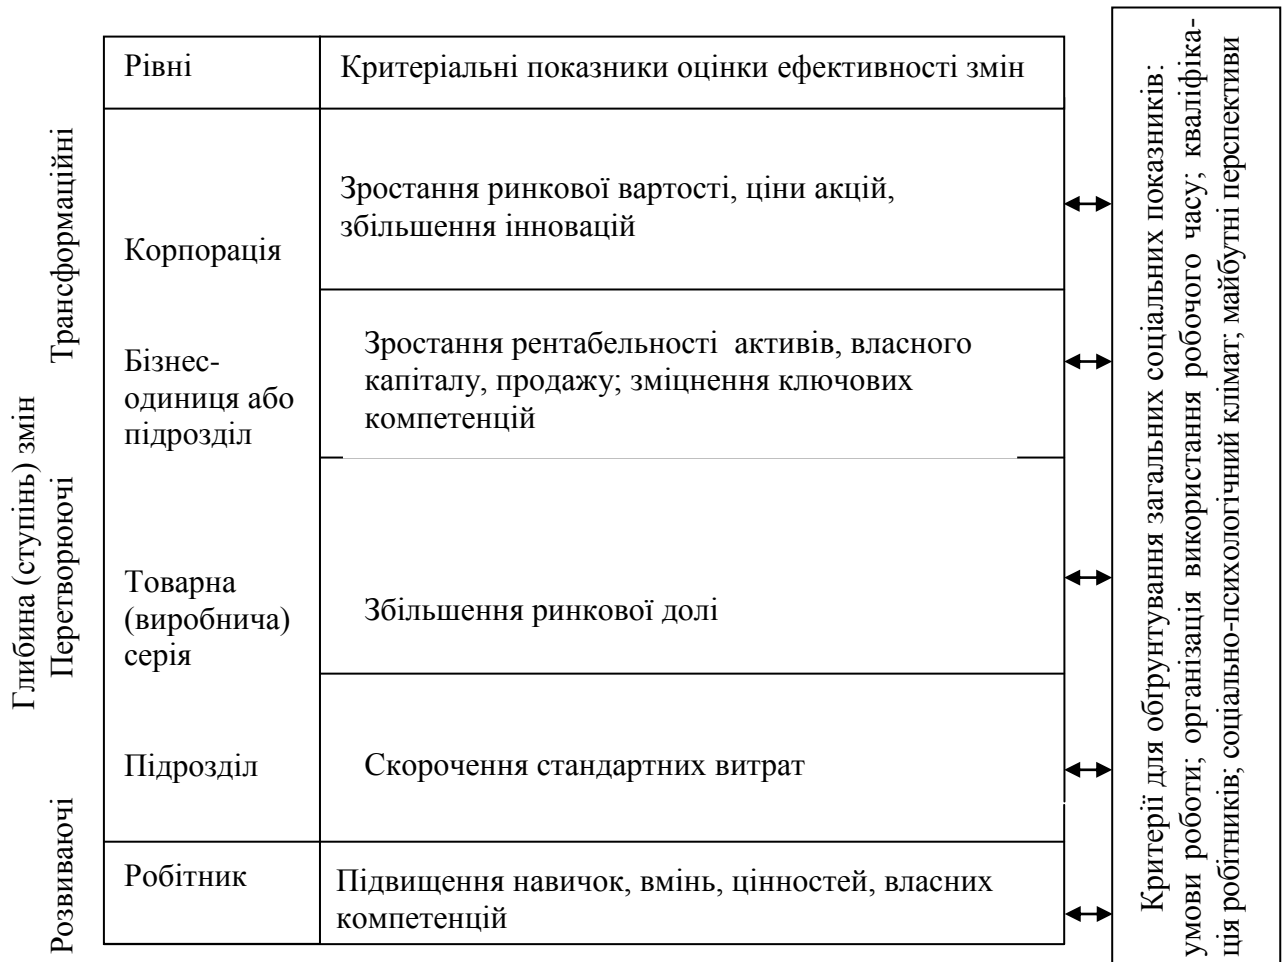 Глибина (ступінь) змін
Трансформаційні
Перетворюючі
Розвиваючі
Рівні
Критеріальні показники оцінки ефективності змін
Корпорація
Зростання ринкової вартості, ціни акцій,
збільшення інновацій
Бізнес-
одиниця або
підрозділ
Зростання рентабельності активів, власного
капіталу, продажу; зміцнення ключових
компетенцій
Товарна
(виробнича)
серія
Збільшення ринкової долі
Підрозділ
Скорочення стандартних витрат
Робітник
Підвищення навичок, вмінь, цінностей, власних
компетенцій
Критерії для обґрунтування загальних соціальних показників:
умови роботи; організація використання робочого часу; кваліфіка-
ція робітників; соціально-психологічний клімат; майбутні перспективи